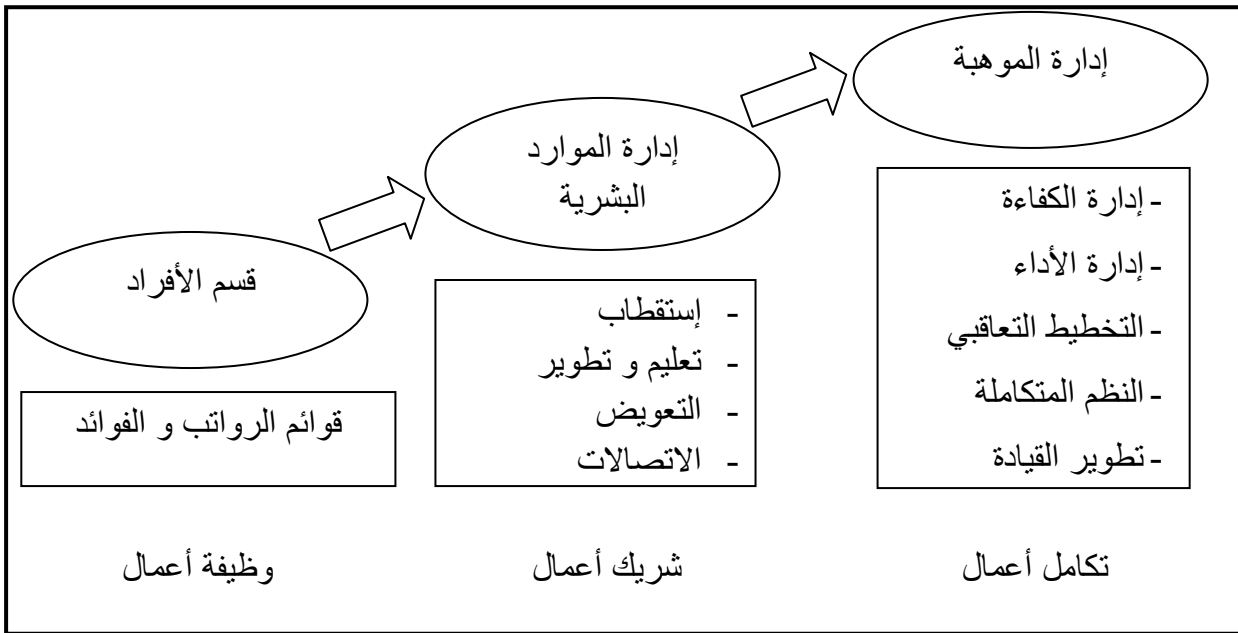 إدارة الموهبة
إدارة الموارد
البشرية
قسم الأفراد
- إدارة الكفاءة
- إدارة الأداء
- التخطيط التعاقبي
- النظم المتكاملة
- تطوير القيادة
- إستقطاب
- تعليم و تطوير
- التعويض
- الاتصالات
قوائم الرواتب و الفوائد
تكامل أعمال
شريك أعمال
وظيفة أعمال